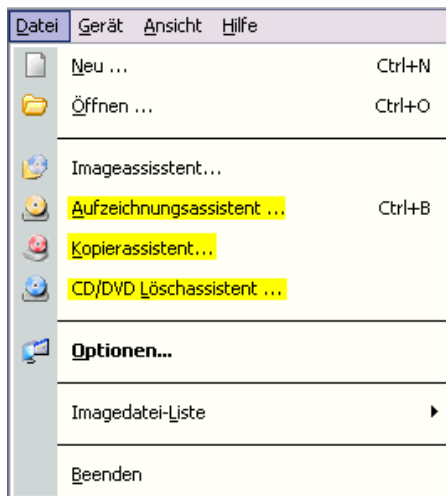 Datei Gerät Ansicht Hilfe
Neu ... Ctrl+N
Öffnen ... Ctrl+O
Imageassisstent...
Aufzeichnungsassistent ... Ctrl+B
Kopierassistent...
CD/DVD Löschassistent ...
Optionen...
Imagedatei-Liste
Beenden